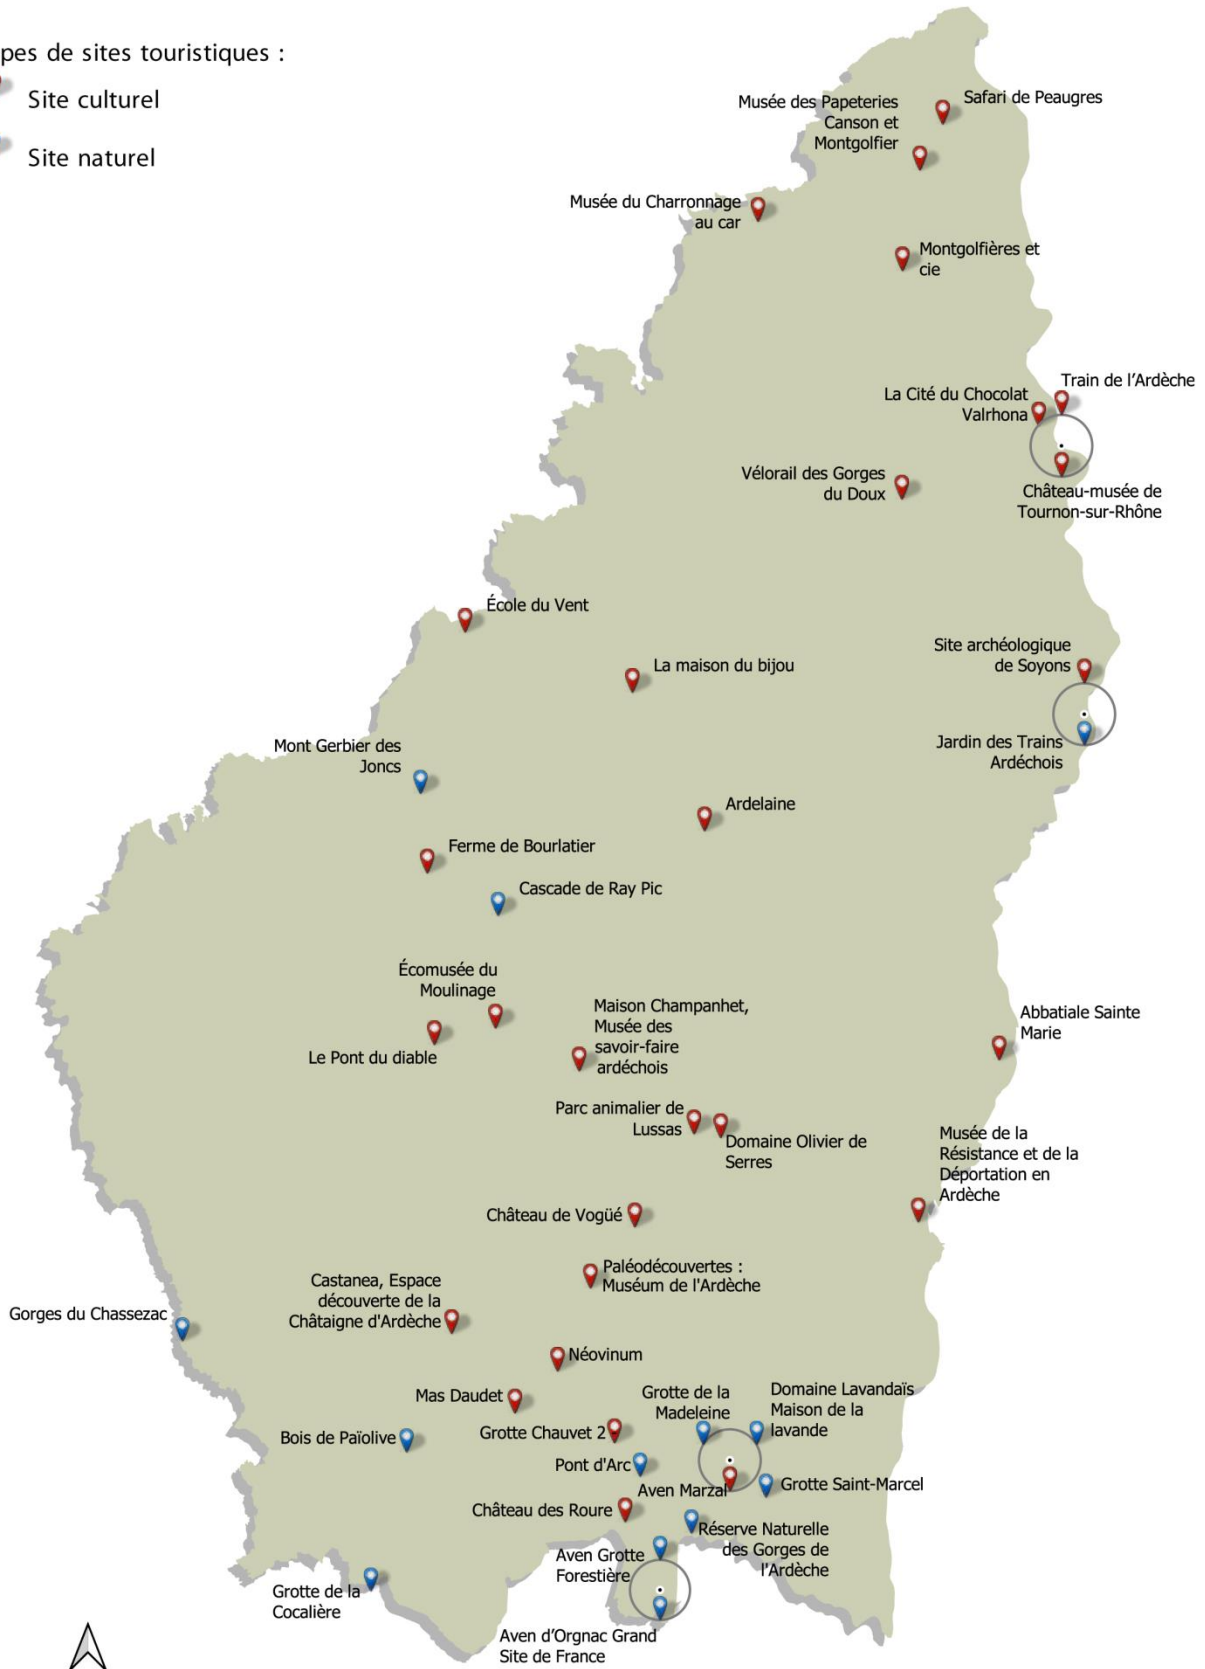 pes de sites touristiques :
Site culturel
Site naturel
Musée des Papeteries
Canson et
Montgolfier
Safari de Peaugres
Musée du Charronnage
au car
Montgolfières et
cie
Train de l’Ardèche
La Cité du Chocolat
Valrhona
Vélorail des Gorges
du Doux
Château-musée de
Tournon-sur-Rhône
École du Vent
La maison du bijou
Site archéologique
de Soyons
Mont Gerbier des
Joncs
Jardin des Trains
Ardéchois
Ardelaine
Ferme de Bourlatier
Cascade de Ray Pic
Écomusée du
Moulinage
Le Pont du diable
Maison Champanhet,
Musée des
savoir-faire
ardéchois
Abbatiale Sainte
Marie
Parc animalier de
Lussas
Domaine Olivier de
Serres
Musée de la
Résistance et de la
Déportation en
Ardèche
Château de Vogüé
Paléodécouvertes :
Muséum de l'Ardèche
Castanea, Espace
découverte de la
Châtaigne d'Ardèche
Gorges du Chassezac
Néovinum
Mas Daudet
Grotte de la
Madeleine
Domaine Lavandaïs
Maison de la
lavande
Bois de Païolive
Grotte Chauvet 2
Pont d'Arc
Aven Marzal
Grotte Saint-Marcel
Château des Roure
Réserve Naturelle
des Gorges de
l'Ardèche
Aven Grotte
Forestière
Grotte de la
Cocalière
Aven d’Orgnac Grand
Site de France